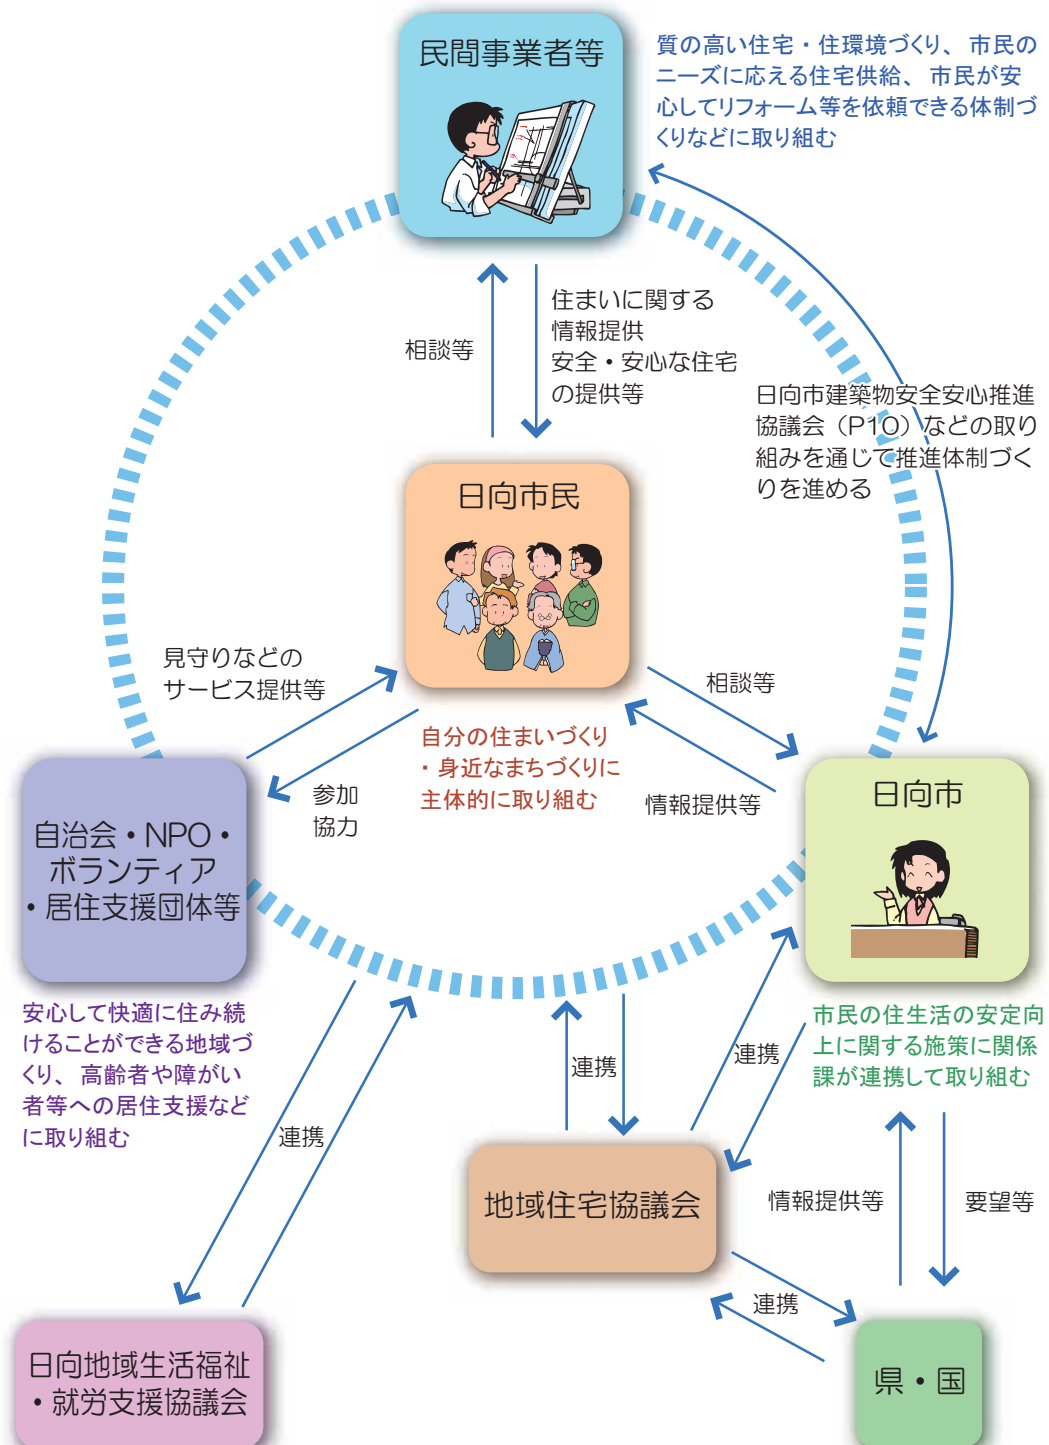 民間事業者等
質の高い住宅・住環境づくり、市民の
ニーズに応える住宅供給、市民が安
心してリフォーム等を依頼できる体制づ
くりなどに取り組む
相談等
住まいに関する
情報提供
安全・安心な住宅
の提供等
日向市建築物安全安心推進
協議会（P10）などの取り
組みを通じて推進体制づく
りを進める
日向市民
見守りなどの
サービス提供等
相談等
自分の住まいづくり
・身近なまちづくりに
主体的に取り組む
参加
協力
情報提供等
日向市
自治会・NPO・
ボランティア
・居住支援団体等
安心して快適に住み続
けることができる地域づ
くり、高齢者や障がい
者等への居住支援など
に取り組む
市民の住生活の安定向
上に関する施策に関係
課が連携して取り組む
連携
連携
連携
地域住宅協議会
情報提供等
要望等
連携
日向地域生活福祉
・就労支援協議会
県・国